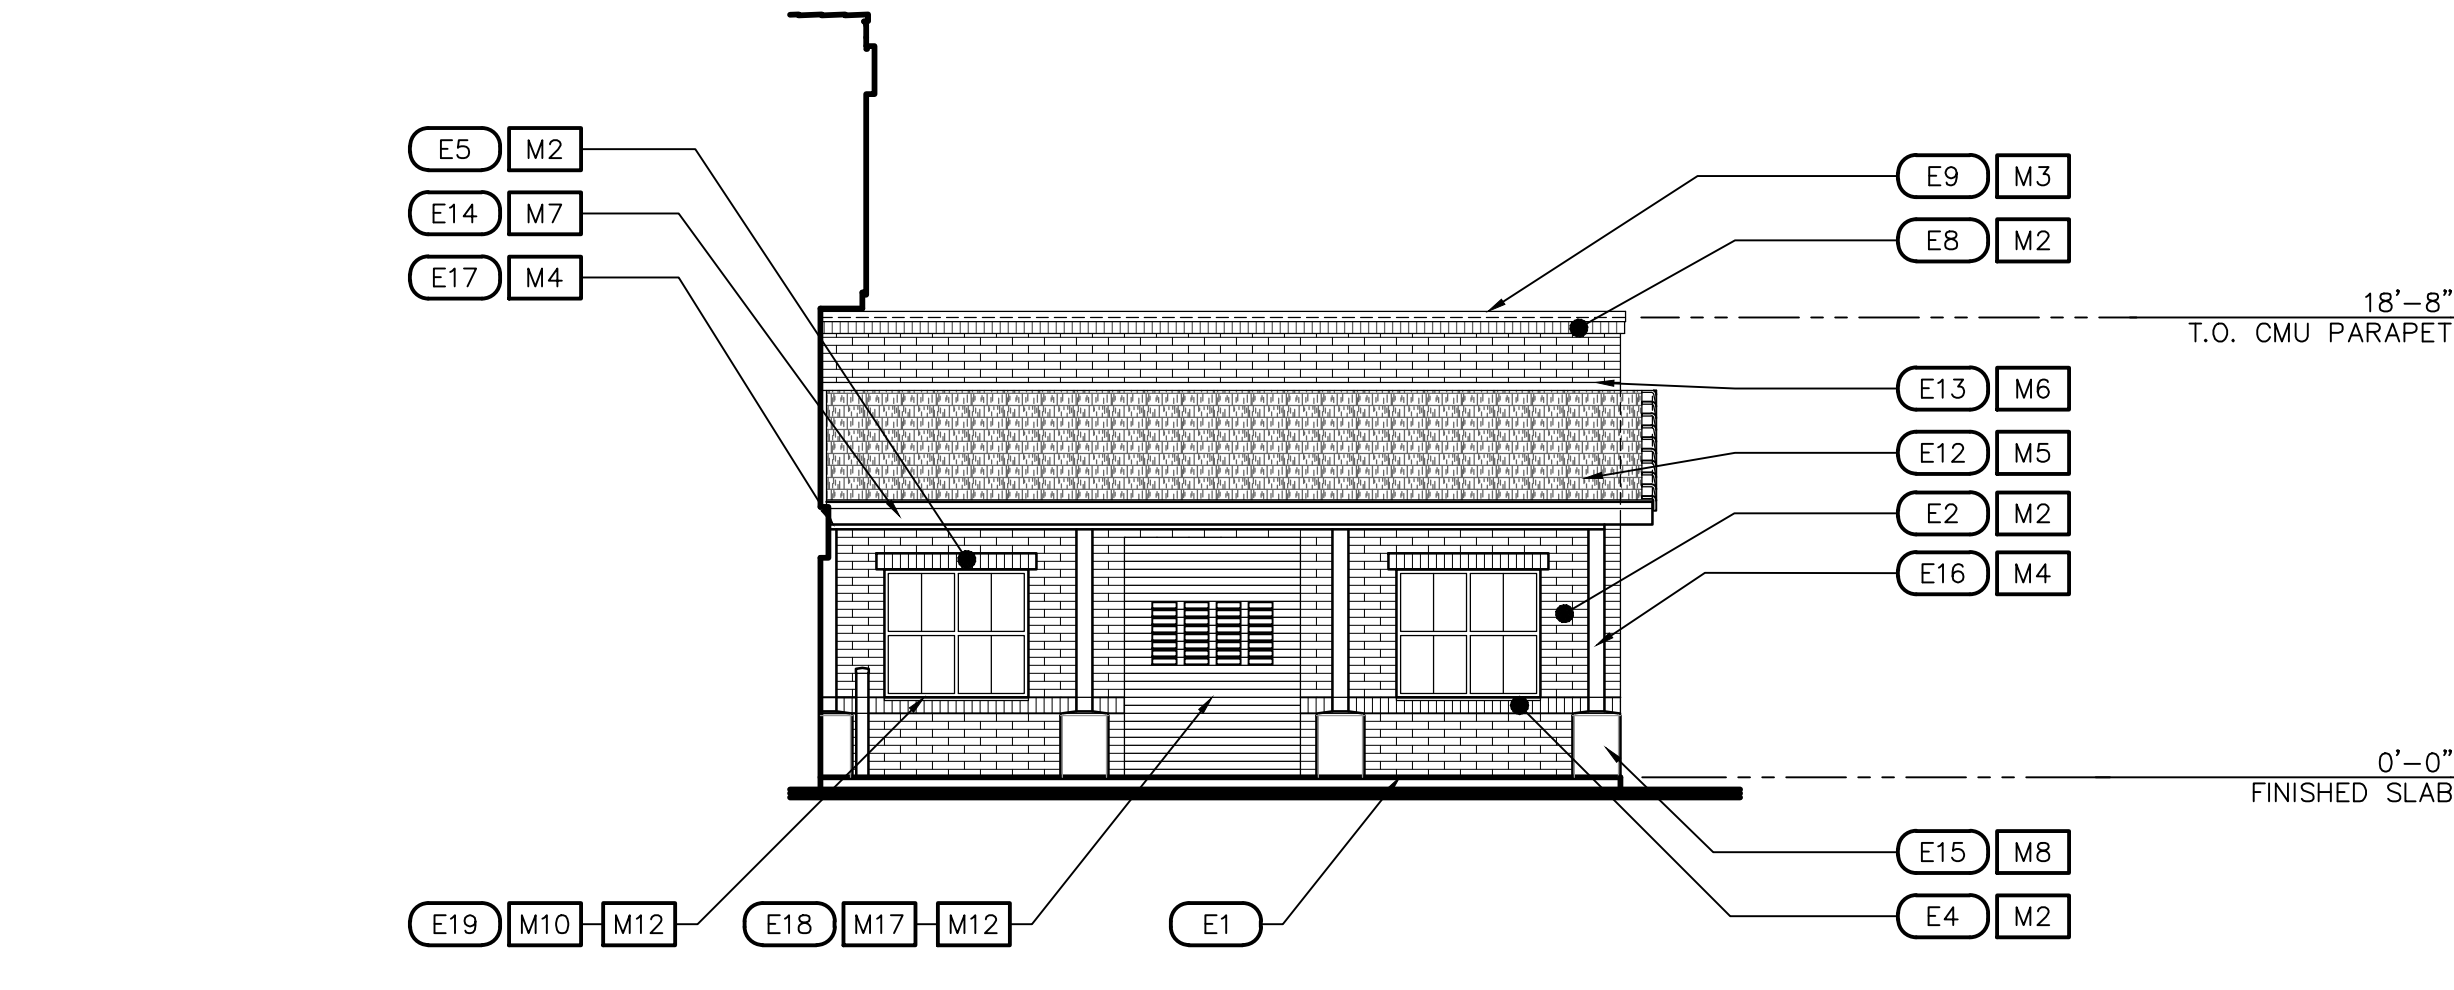 E5 M2
E14 M7
E17 M4
E9 M3
E8 M2
18'-8"
T.O. CMU PARAPET
E13 M6
E12 M5
E2 M2
E16 M4
0'-0"
FINISHED SLAB
E15 M8
E4 M2
E19 M10 M12
E18 M17 M12
E1